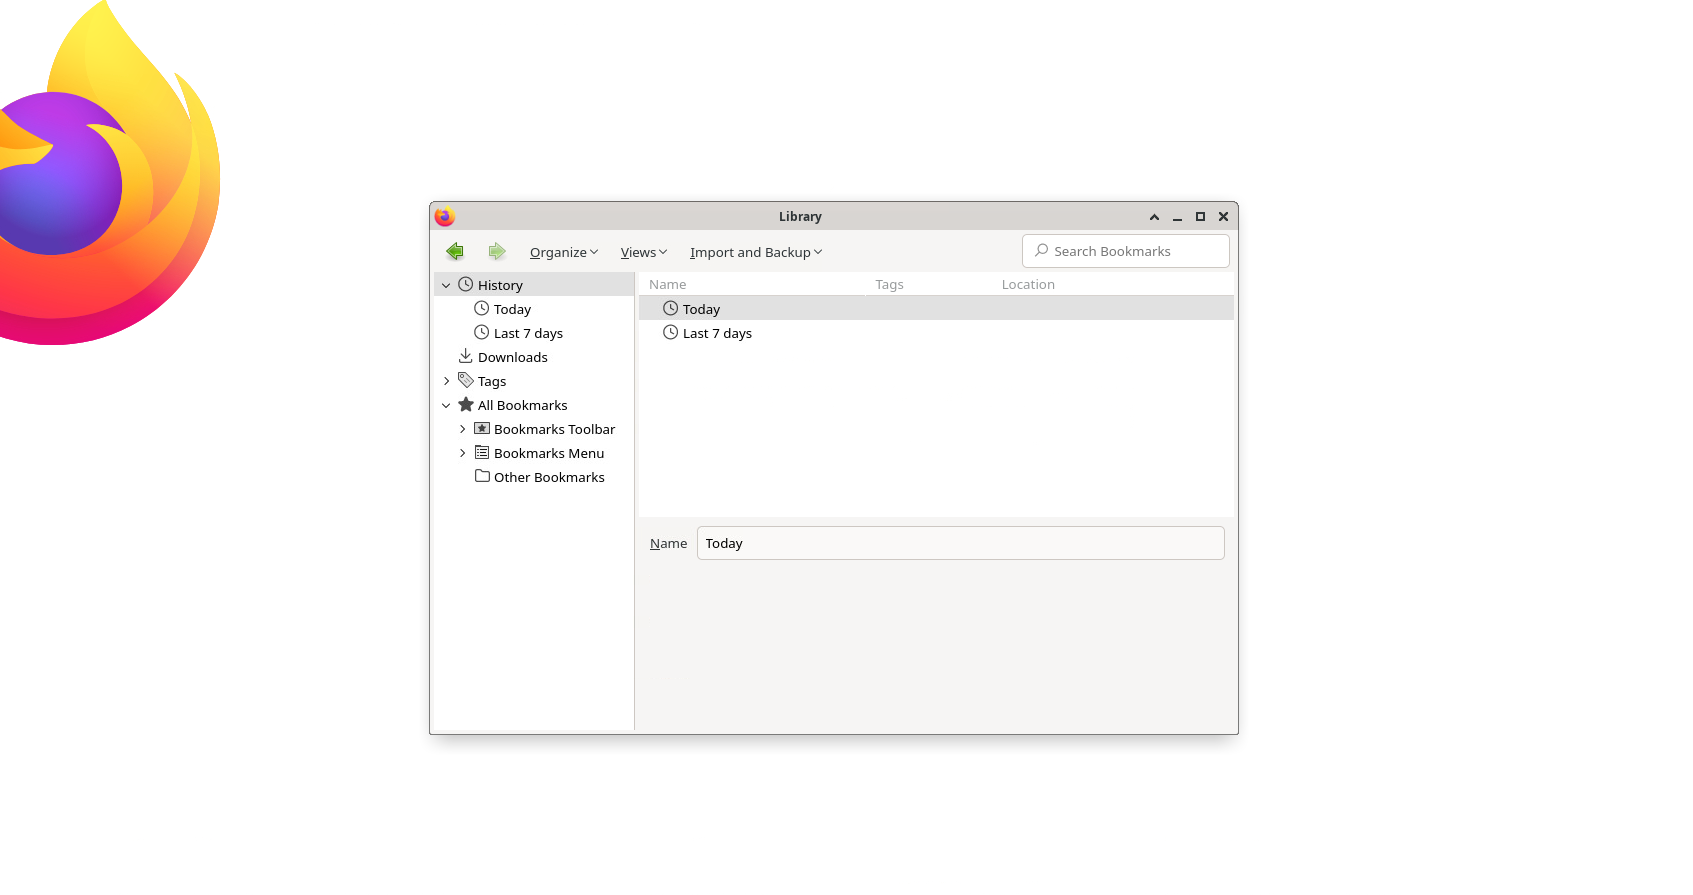 Library
Organize Views Import and Backup Search Bookmarks
History
Today
Last 7 days
Downloads
Tags
All Bookmarks
Bookmarks Toolbar
Bookmarks Menu
Other Bookmarks
Name Tags Location
Today
Last 7 days
Name Today